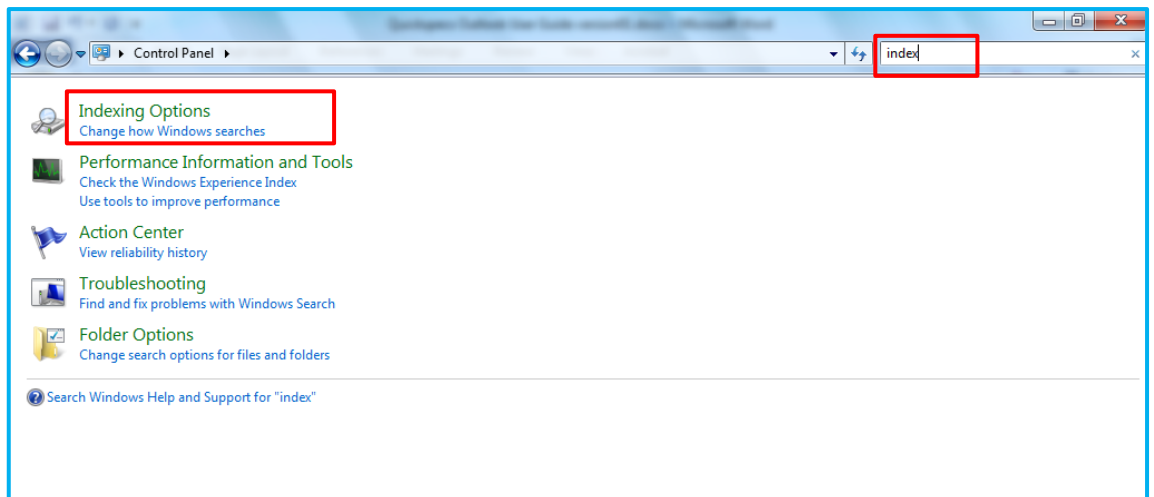 Control Panel
index
Indexing Options
Change how Windows searches
Performance Information and Tools
Check the Windows Experience Index
Use tools to improve performance
Action Center
View reliability history
Troubleshooting
Find and fix problems with Windows Search
Folder Options
Change search options for files and folders
Search Windows Help and Support for "index"